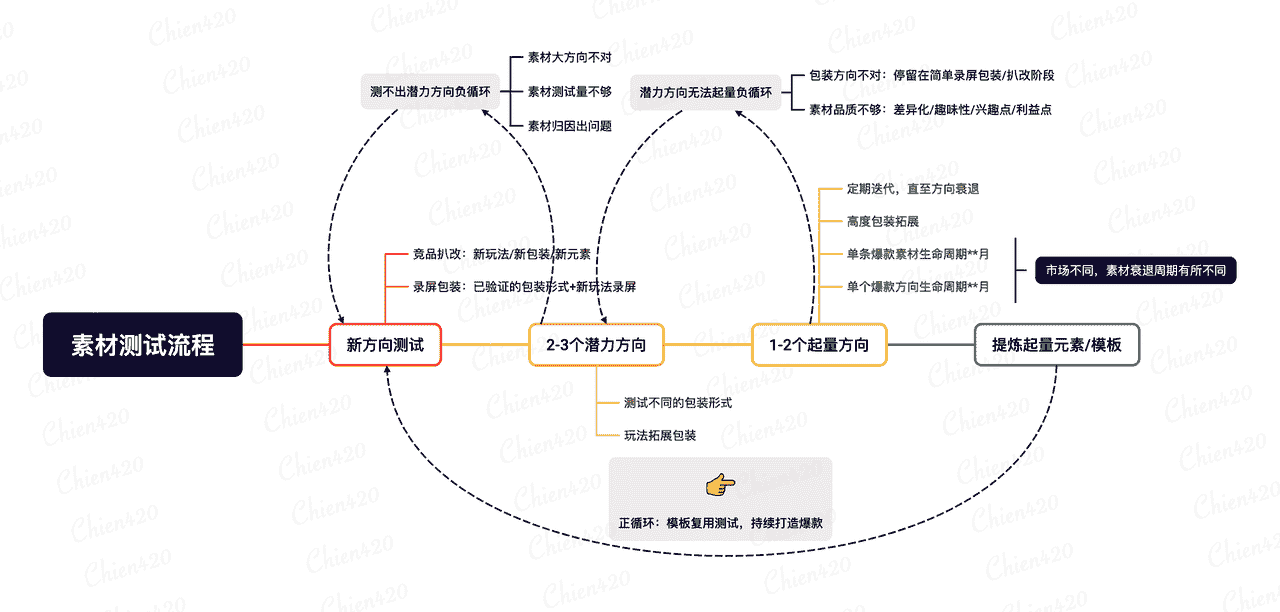 测不出潜力方向负循环
素材大方向不对
素材测试量不够
素材归因出问题
潜力方向无法起量负循环
包装方向不对：停留在简单录屏包装/扒改阶段
素材品质不够：差异化/趣味性/兴趣点/利益点
定期迭代，直至方向衰退
高度包装拓展
单条爆款素材生命周期**月
单个爆款方向生命周期**月
市场不同，素材衰退周期有所不同
竞品扒改：新玩法/新包装/新元素
录屏包装：已验证的包装形式+新玩法录屏
素材测试流程
新方向测试
2-3个潜力方向
1-2个起量方向
提炼起量元素/模板
测试不同的包装形式
玩法拓展包装
正循环：模板复用测试，持续打造爆款
Chien420